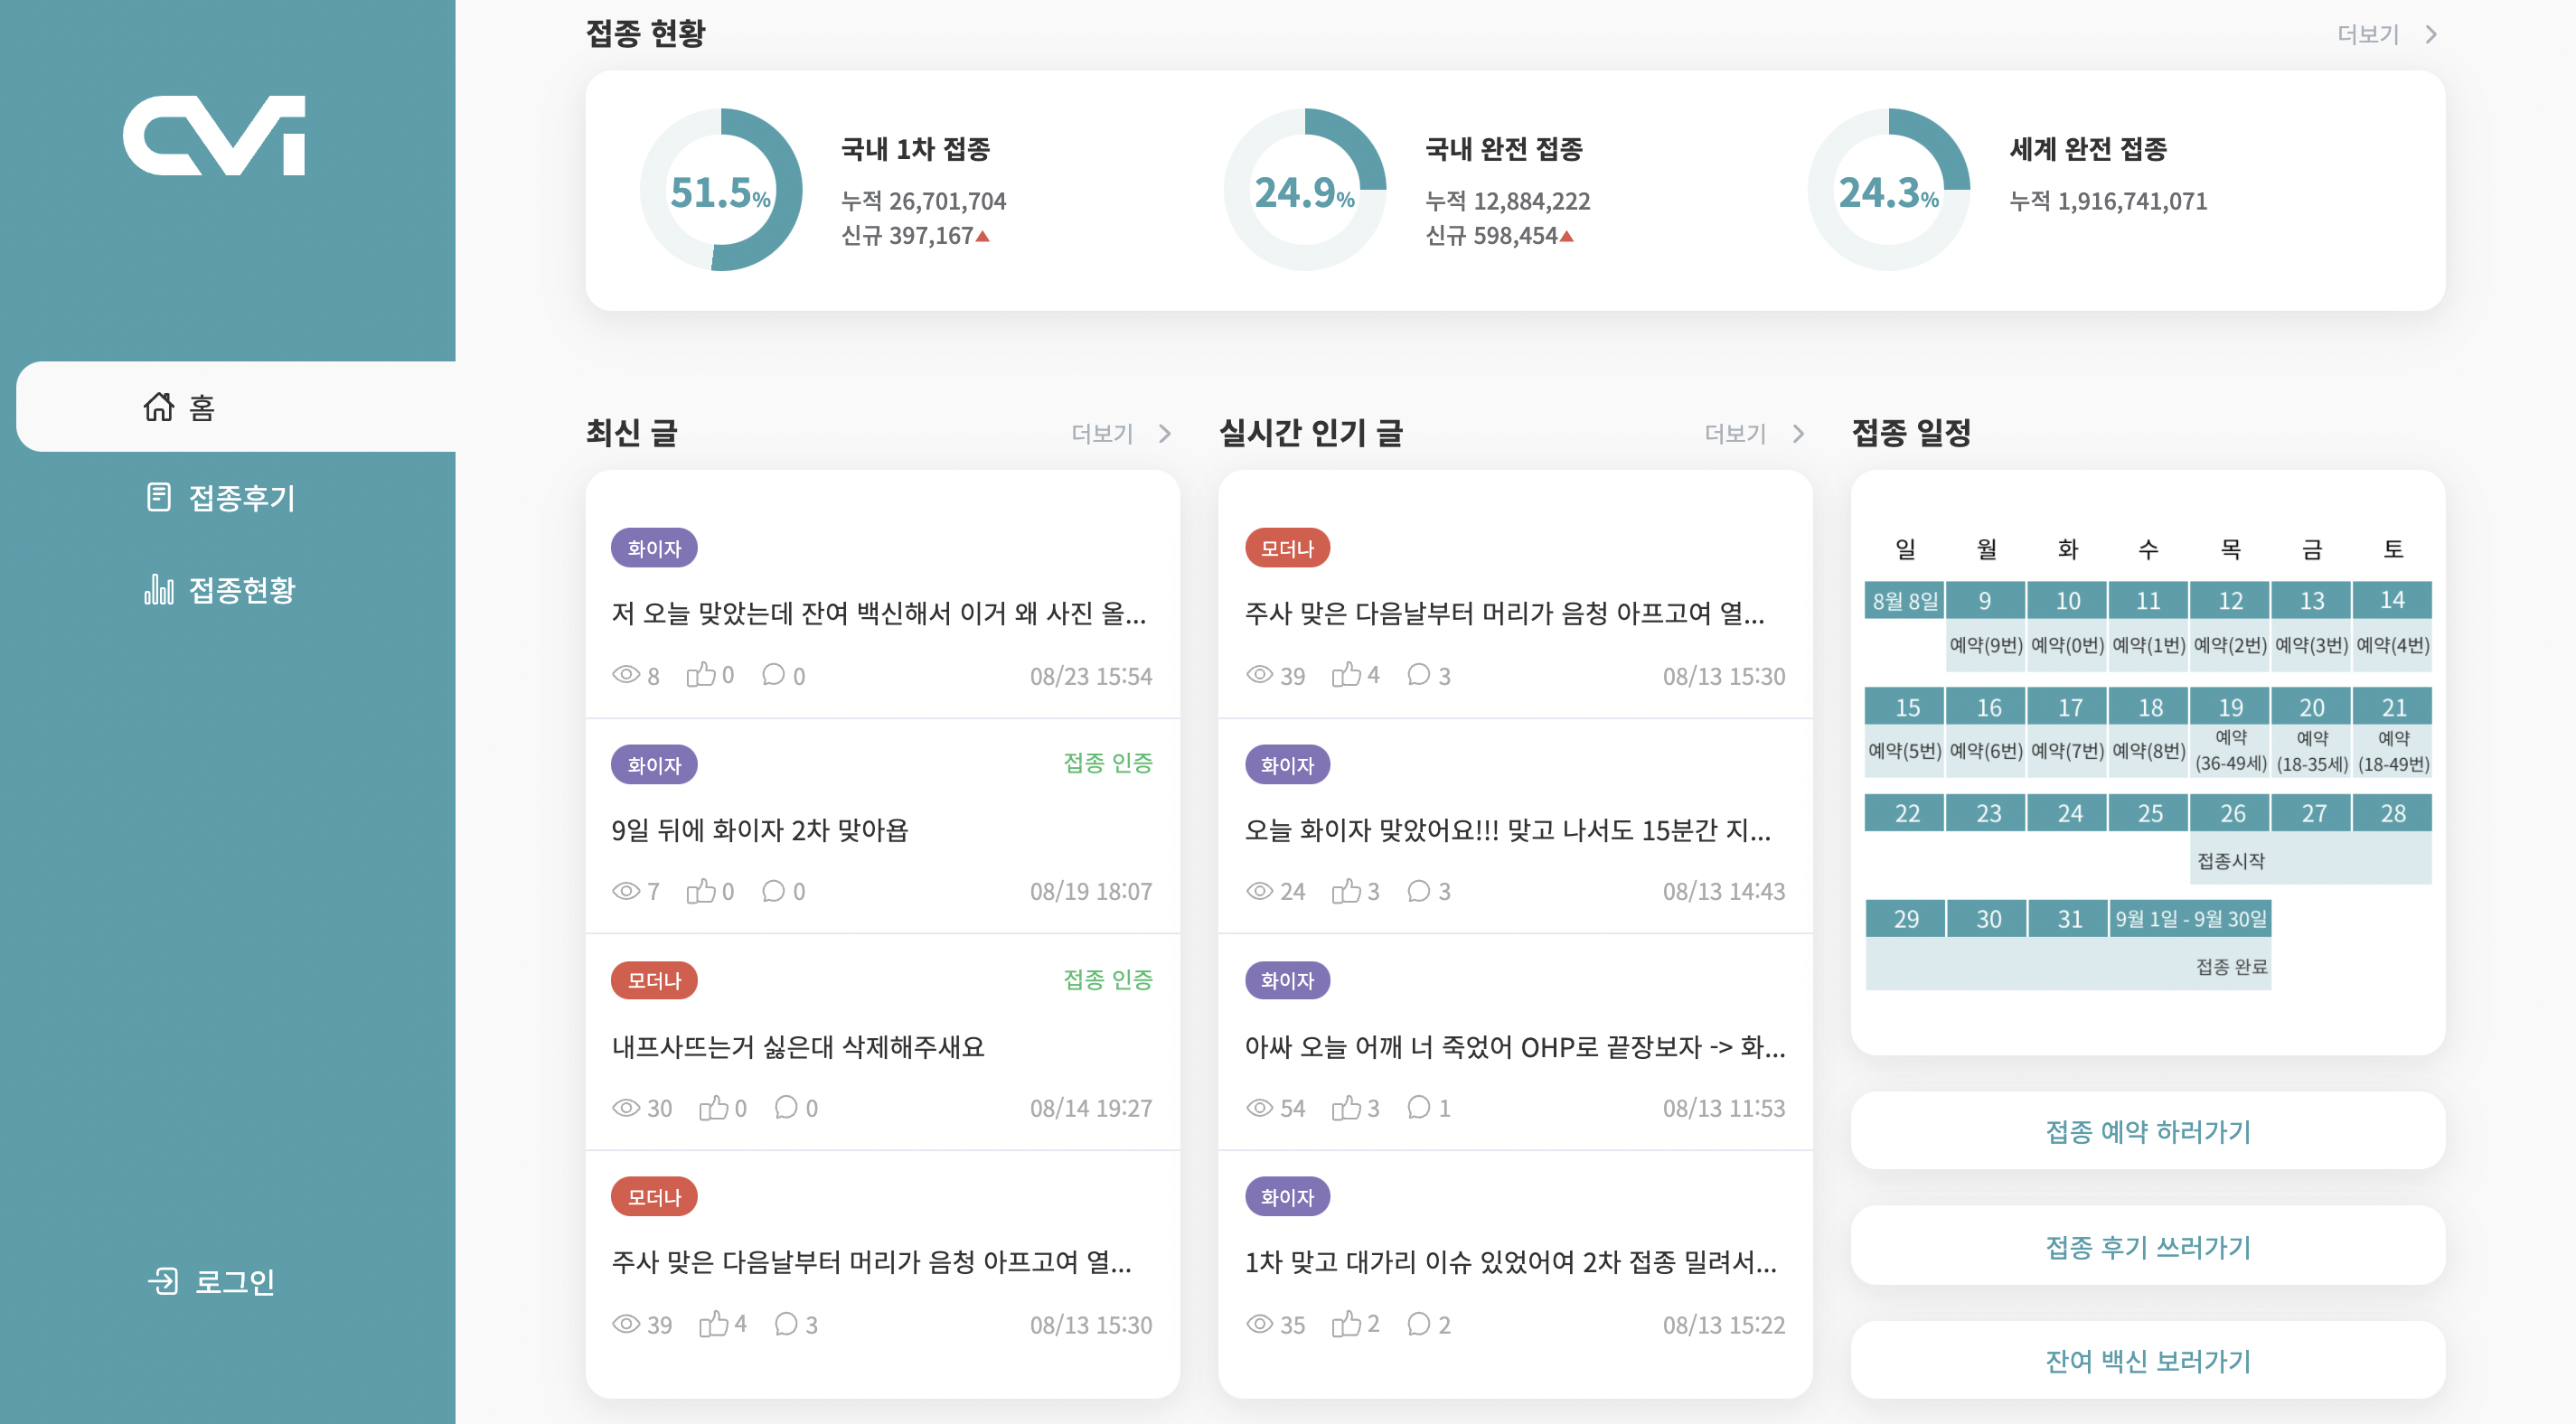 CVi
홈
접종후기
접종현황
로그인
접종 현황
더보기
51.5%
국내 1차 접종
누적 26,701,704
신규 397,167▲
24.9%
국내 완전 접종
누적 12,884,222
신규 598,454▲
24.3%
세계 완전 접종
누적 1,916,741,071
최신 글
더보기
화이자
저 오늘 맞았는데 잔여 백신해서 이거 왜 사진 올...
8 0 0 08/23 15:54
화이자 접종 인증
9일 뒤에 화이자 2차 맞아욥
7 0 0 08/19 18:07
모더나 접종 인증
내프사뜨는거 싫은대 삭제해주새요
30 0 0 08/14 19:27
모더나
주사 맞은 다음날부터 머리가 음청 아프고여 열...
39 4 3 08/13 15:30
실시간 인기 글
더보기
모더나
주사 맞은 다음날부터 머리가 음청 아프고여 열...
39 4 3 08/13 15:30
화이자
오늘 화이자 맞았어요!!! 맞고 나서도 15분간 지...
24 3 3 08/13 14:43
화이자
아싸 오늘 어깨 너 죽었어 OHP로 끝장보자 -> 화...
54 3 1 08/13 11:53
화이자
1차 맞고 대가리 이슈 있었어여 2차 접종 밀려서...
35 2 2 08/13 15:22
접종 일정
일 월 화 수 목 금 토
8월 8일 9 10 11 12 13 14
예약(9번) 예약(0번) 예약(1번) 예약(2번) 예약(3번) 예약(4번)
15 16 17 18 19 20 21
예약(5번) 예약(6번) 예약(7번) 예약(8번) 예약 예약 예약
(36-49세) (18-35세) (18-49번)
22 23 24 25 26 27 28
접종시작
29 30 31 9월 1일 - 9월 30일
접종 완료
접종 예약 하러가기
접종 후기 쓰러가기
잔여 백신 보러가기